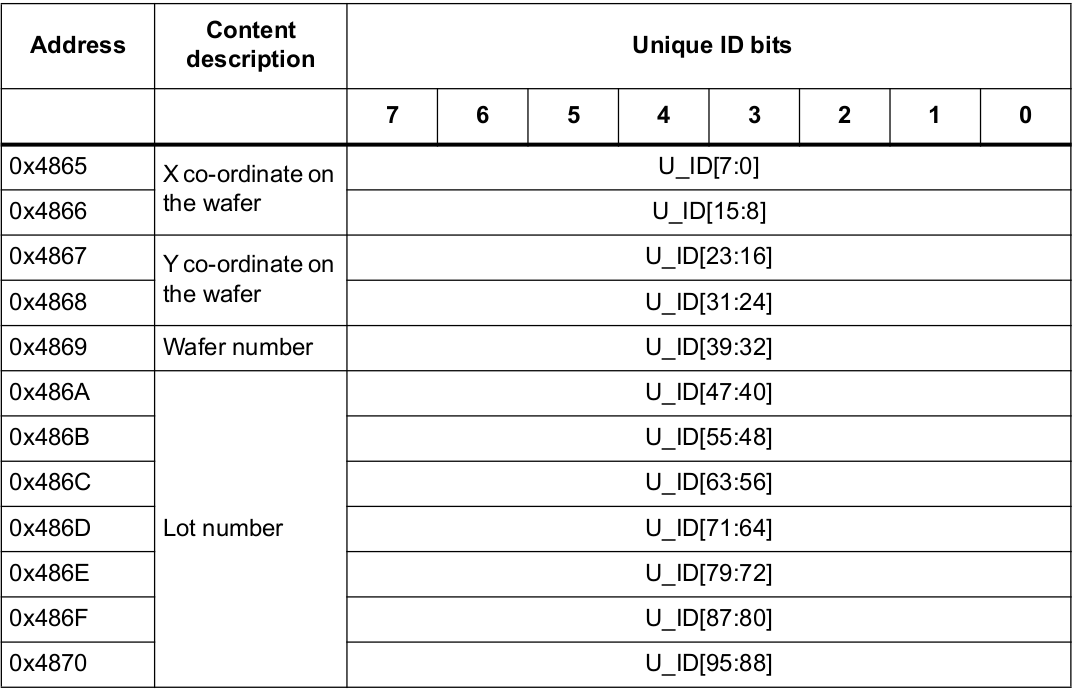 Address Content description Unique ID bits
7 6 5 4 3 2 1 0
0x4865 X co-ordinate on the wafer U_ID[7:0]
0x4866 U_ID[15:8]
0x4867 Y co-ordinate on the wafer U_ID[23:16]
0x4868 U_ID[31:24]
0x4869 Wafer number U_ID[39:32]
0x486A Lot number U_ID[47:40]
0x486B U_ID[55:48]
0x486C U_ID[63:56]
0x486D U_ID[71:64]
0x486E U_ID[79:72]
0x486F U_ID[87:80]
0x4870 U_ID[95:88]